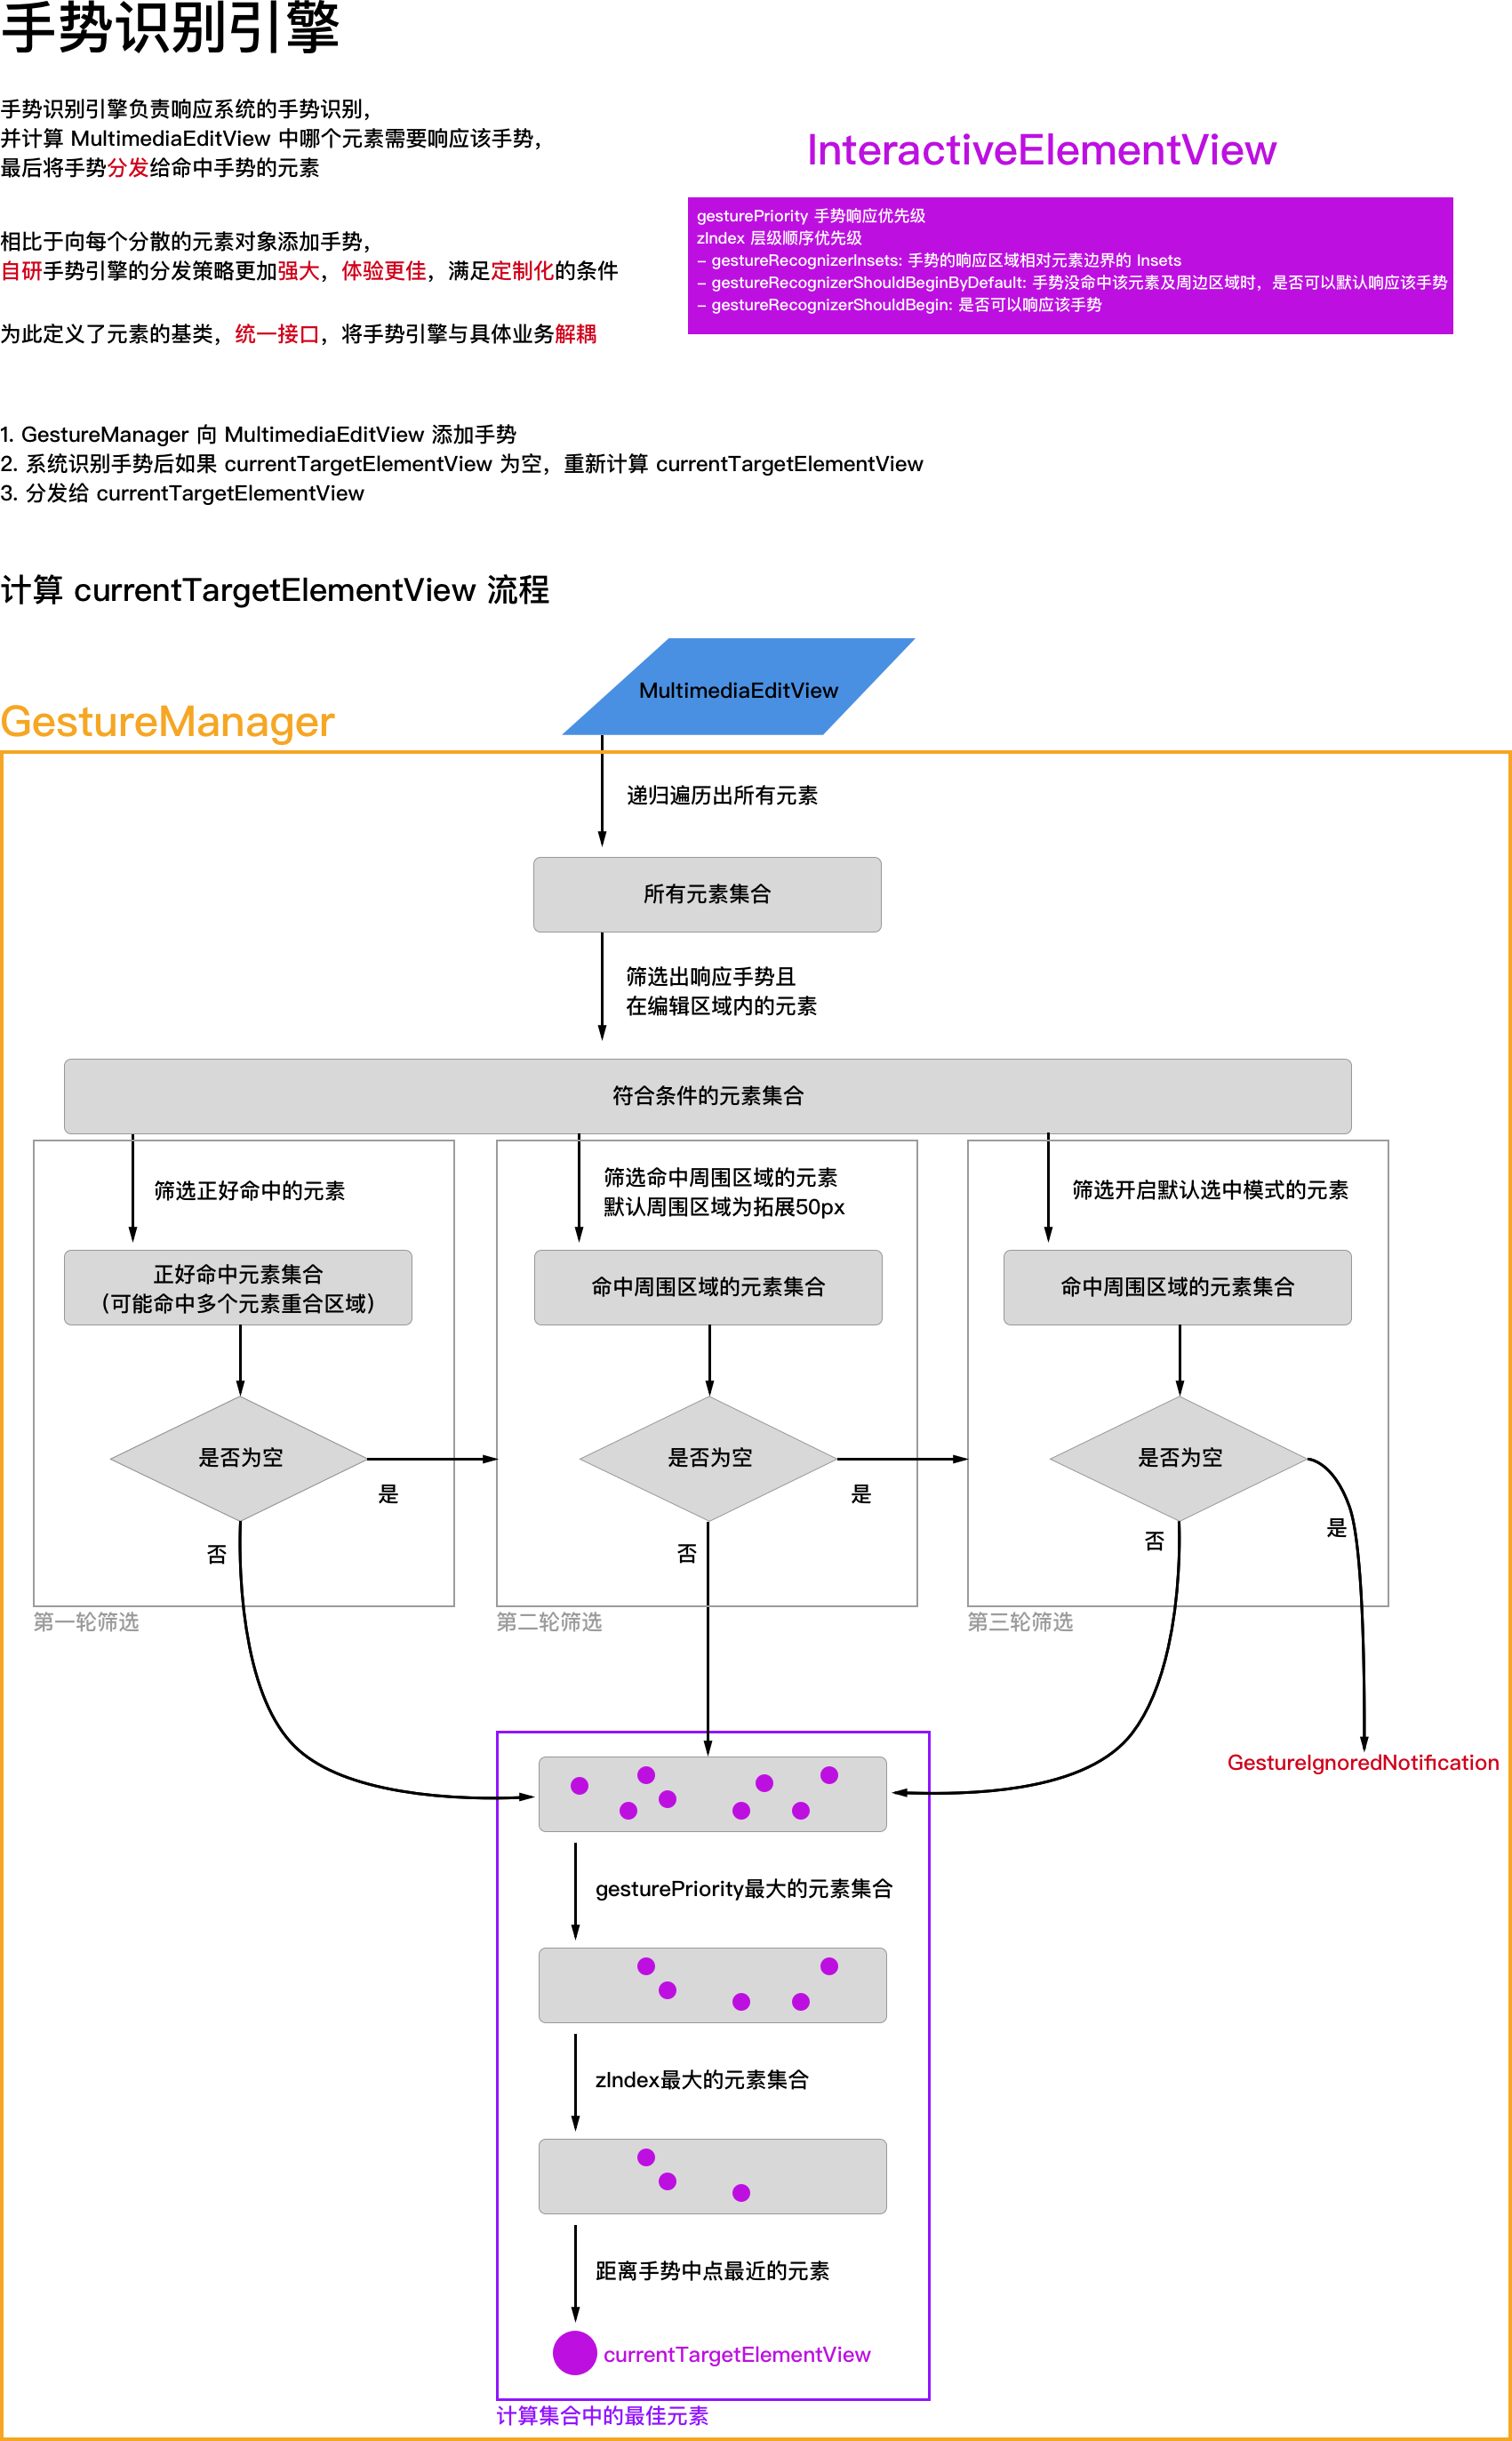 手势识别引擎
手势识别引擎负责响应系统的手势识别，
并计算 MultimediaEditView 中哪个元素需要响应该手势，
最后将手势分发给命中手势的元素
相比于向每个分散的元素对象添加手势，
自研手势引擎的分发策略更加强大，体验更佳，满足定制化的条件
为此定义了元素的基类，统一接口，将手势引擎与具体业务解耦
InteractiveElementView
gesturePriority 手势响应优先级
zIndex 层级顺序优先级
- gestureRecognizerInsets: 手势的响应区域相对元素边界的 Insets
- gestureRecognizerShouldBeginByDefault: 手势没命中该元素及周边区域时，是否可以默认响应该手势
- gestureRecognizerShouldBegin: 是否可以响应该手势
1. GestureManager 向 MultimediaEditView 添加手势
2. 系统识别手势后如果 currentTargetElementView 为空，重新计算 currentTargetElementView
3. 分发给 currentTargetElementView
计算 currentTargetElementView 流程
MultimediaEditView
GestureManager
递归遍历出所有元素
所有元素集合
筛选出响应手势且
在编辑区域内的元素
符合条件的元素集合
筛选正好命中的元素
正好命中元素集合
（可能命中多个元素重合区域）
是否为空
是
否
第一轮筛选
筛选命中周围区域的元素
默认周围区域为拓展50px
命中周围区域的元素集合
是否为空
是
否
第二轮筛选
筛选开启默认选中模式的元素
命中周围区域的元素集合
是否为空
是
否
第三轮筛选
GestureIgnoredNotification
gesturePriority最大的元素集合
zIndex最大的元素集合
距离手势中点最近的元素
currentTargetElementView
计算集合中的最佳元素